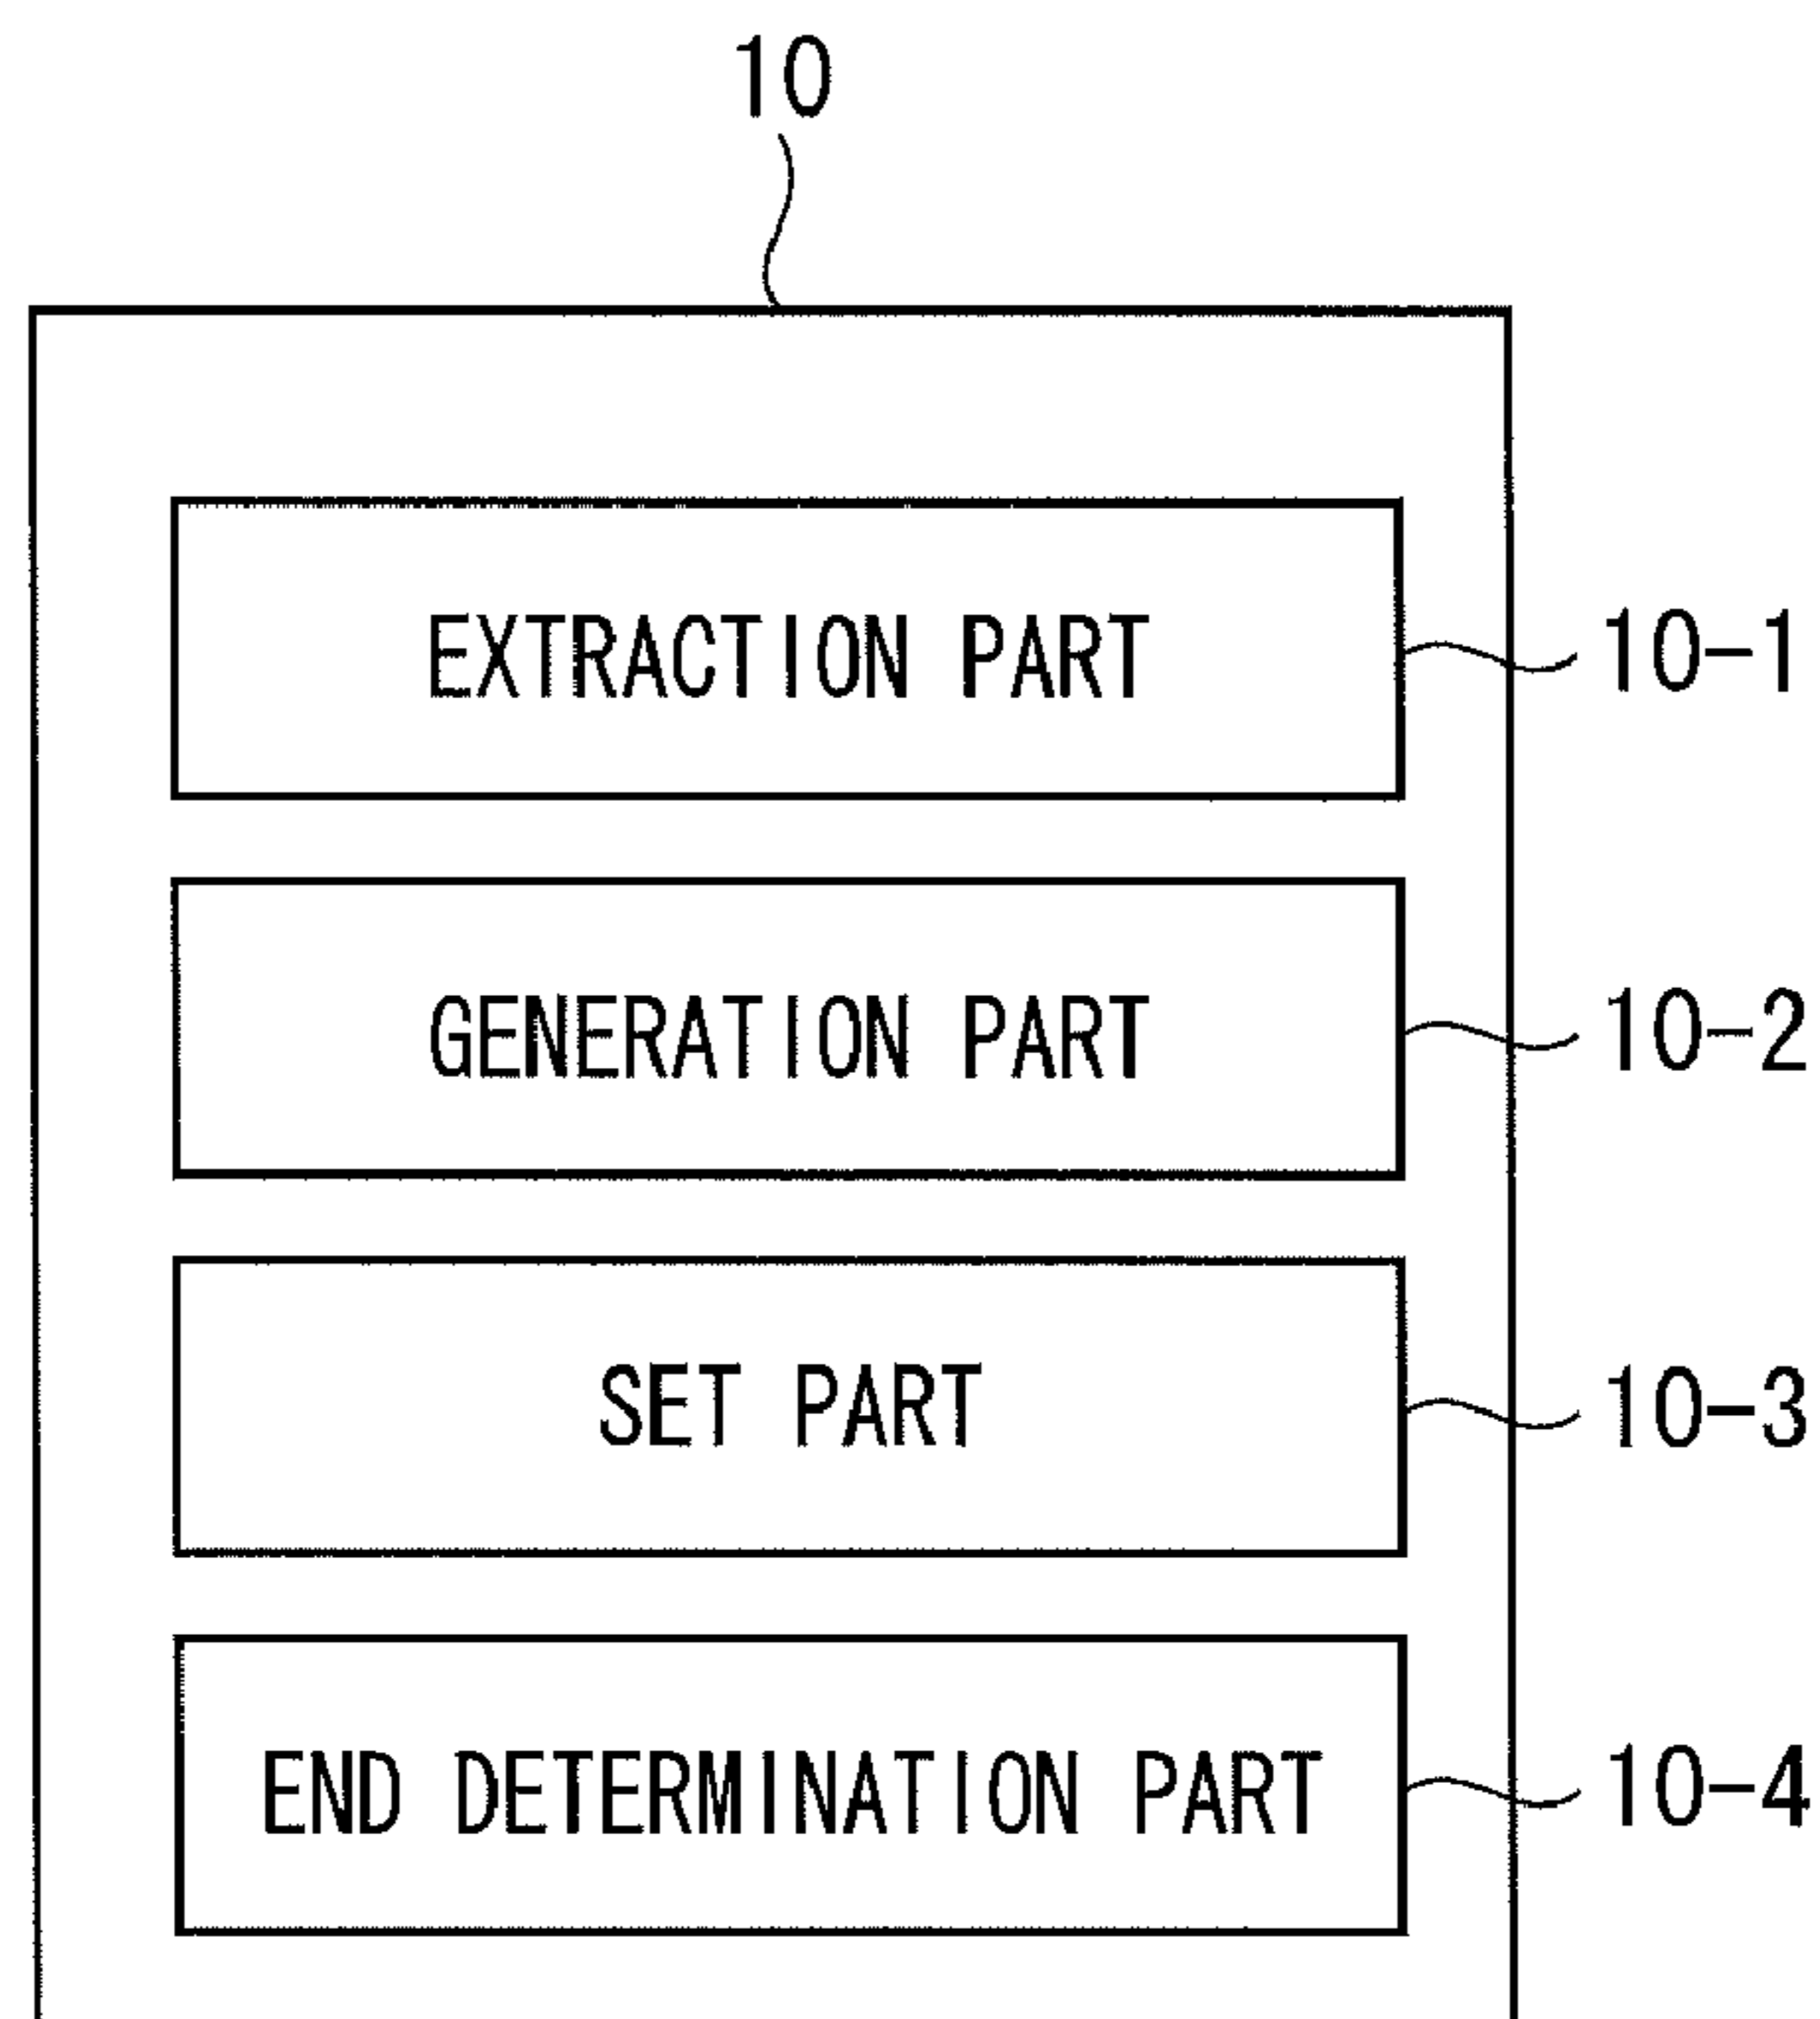 10
EXTRACTION PART 10-1
GENERATION PART 10-2
SET PART 10-3
END DETERMINATION PART 10-4